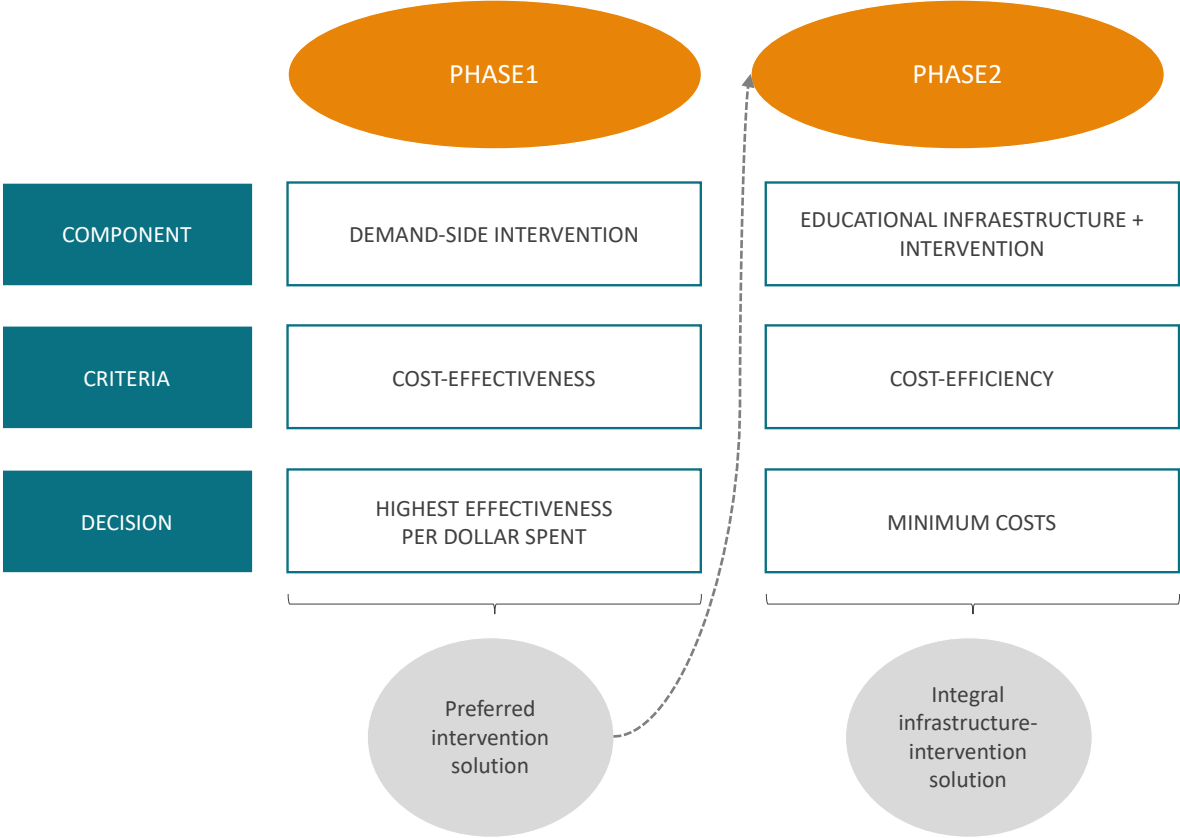 PHASE1
PHASE2
COMPONENT
DEMAND-SIDE INTERVENTION
EDUCATIONAL INFRAESTRUCTURE +
INTERVENTION
CRITERIA
COST-EFFECTIVENESS
COST-EFFICIENCY
DECISION
HIGHEST EFFECTIVENESS
PER DOLLAR SPENT
MINIMUM COSTS
Preferred
intervention
solution
Integral
infrastructure-
intervention
solution